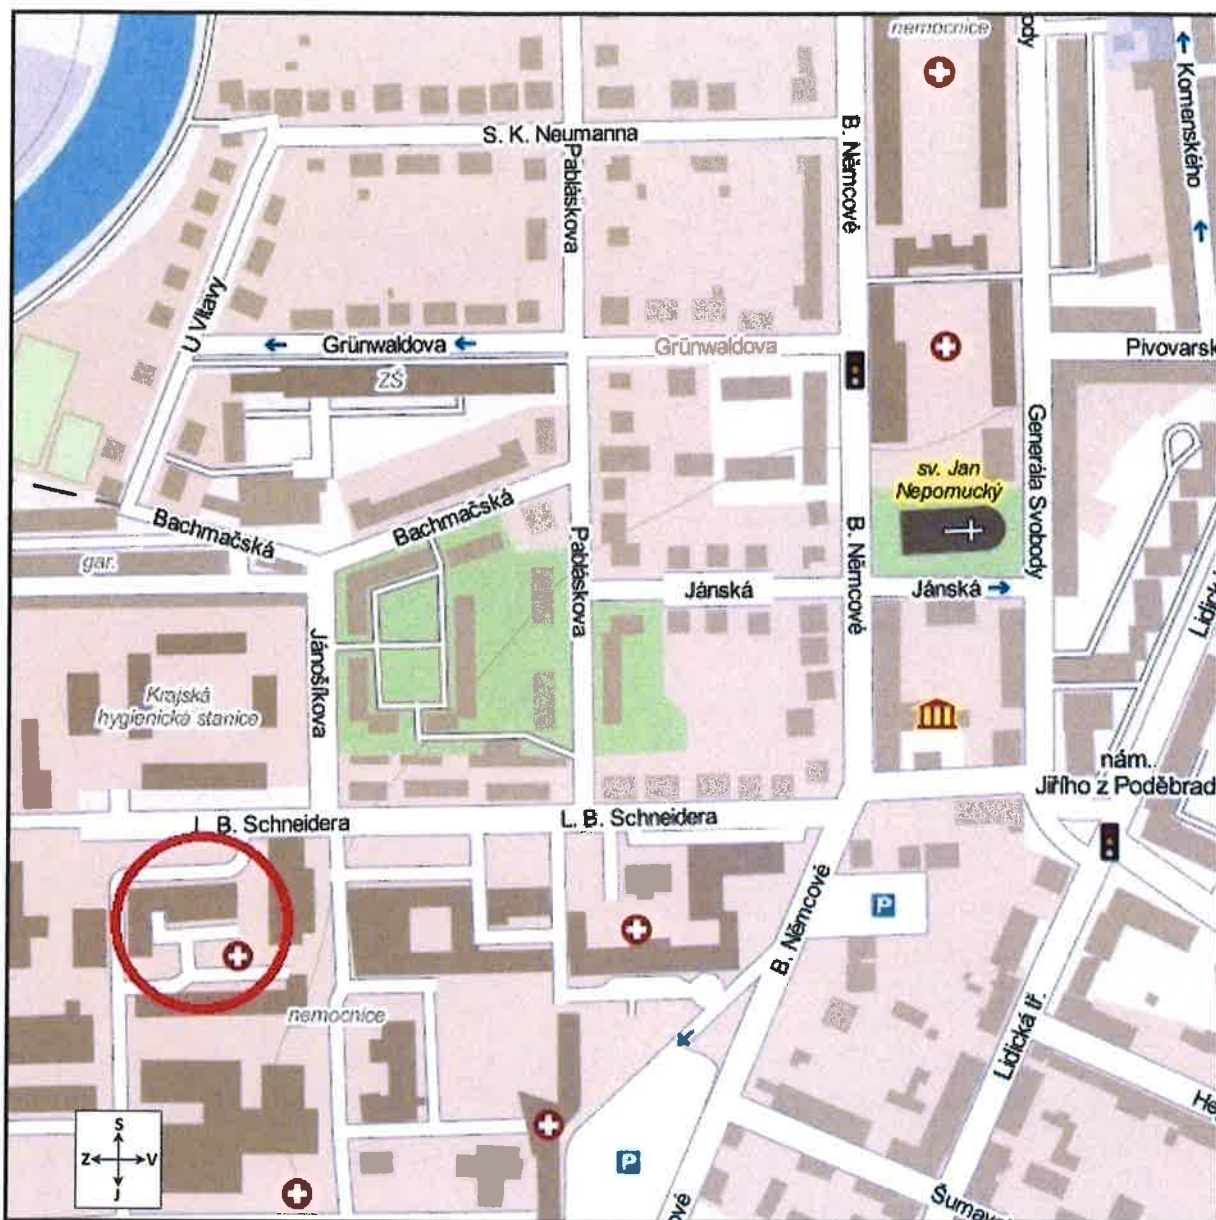 nemocnice
ody
Komenského
S. K. Neumanna
B. Němcové
Pabláskova
U Vltavy
Grünwaldova
Grünwaldova
Pivovarsk
ZŠ
Generála Svobody
sv. Jan
Nepomucký
Bachmačská
Bachmačská
B. Němcové
Pabláskova
gar.
Jánská
Jánská
Lidick
Jánošíkova
Krajská
hygienická stanice
nám.
Jiřího z Poděbrad
L. B. Schneidera
L. B. Schneidera
B. Němcové
P
nemocnice
Lidická tř.
He
S
Z V
J
P
Šumav
ové